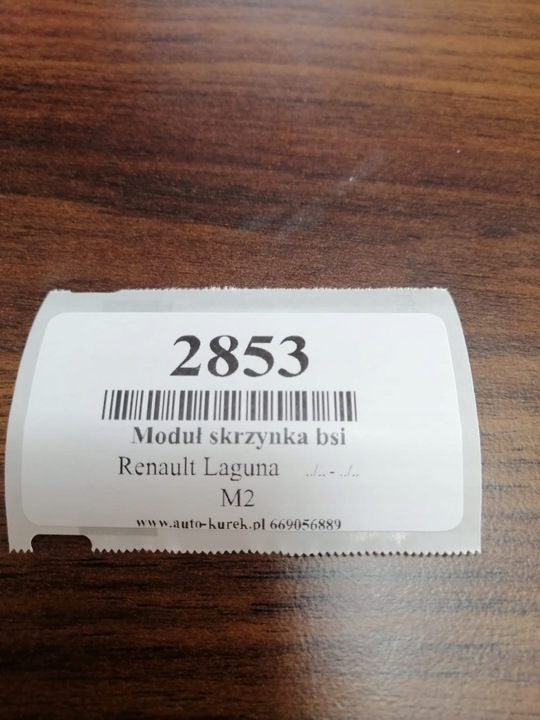 2853
Moduł skrzynka bsi
Renault Laguna ../.. - ../..
M2
www.auto-kurek.pl 669056889